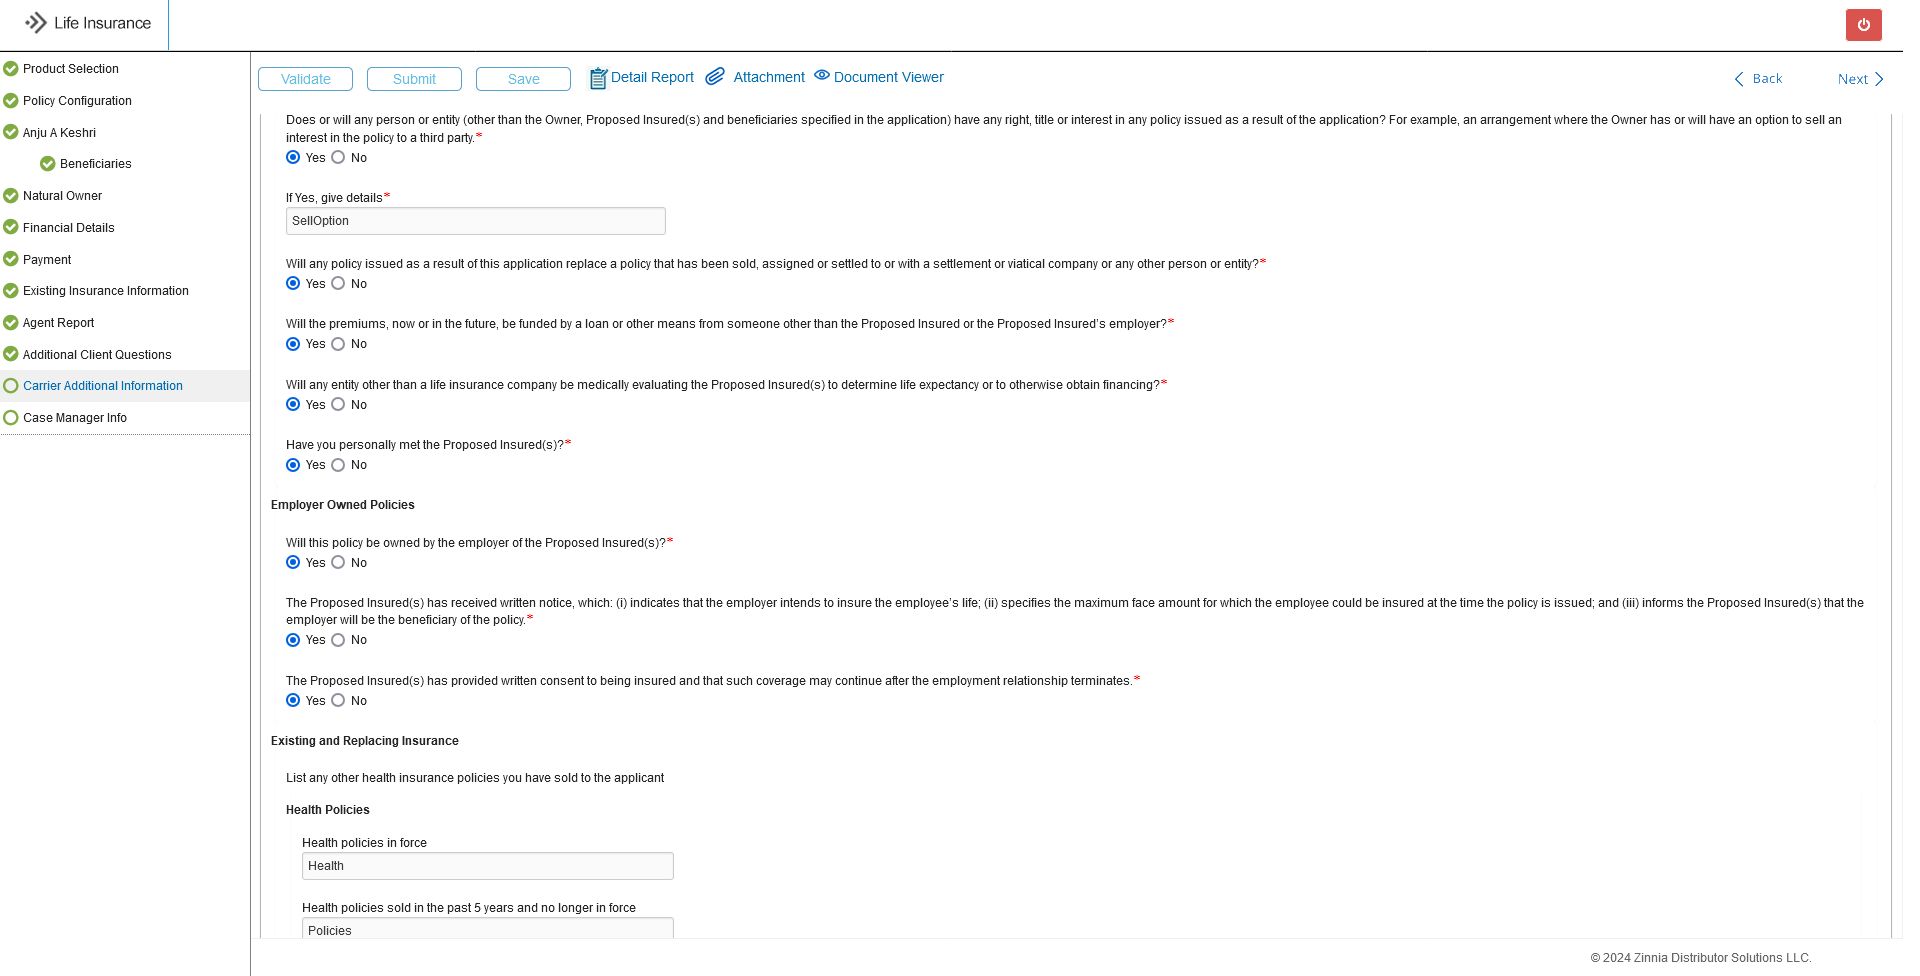 Life Insurance
Product Selection
Policy Configuration
Anju A Keshri
Beneficiaries
Natural Owner
Financial Details
Payment
Existing Insurance Information
Agent Report
Additional Client Questions
Carrier Additional Information
Case Manager Info
Validate Submit Save Detail Report Attachment Document Viewer Back Next
Does or will any person or entity (other than the Owner, Proposed Insured(s) and beneficiaries specified in the application) have any right, title or interest in any policy issued as a result of the application? For example, an arrangement where the Owner has or will have an option to sell an
interest in the policy to a third party.*
Yes No
If Yes, give details*
SellOption
Will any policy issued as a result of this application replace a policy that has been sold, assigned or settled to or with a settlement or viatical company or any other person or entity?*
Yes No
Will the premiums, now or in the future, be funded by a loan or other means from someone other than the Proposed Insured or the Proposed Insured's employer?*
Yes No
Will any entity other than a life insurance company be medically evaluating the Proposed Insured(s) to determine life expectancy or to otherwise obtain financing?*
Yes No
Have you personally met the Proposed Insured(s)?*
Yes No
Employer Owned Policies
Will this policy be owned by the employer of the Proposed Insured(s)?*
Yes No
The Proposed Insured(s) has received written notice, which: (i) indicates that the employer intends to insure the employee's life; (ii) specifies the maximum face amount for which the employee could be insured at the time the policy is issued; and (iii) informs the Proposed Insured(s) that the
employer will be the beneficiary of the policy.*
Yes No
The Proposed Insured(s) has provided written consent to being insured and that such coverage may continue after the employment relationship terminates.*
Yes No
Existing and Replacing Insurance
List any other health insurance policies you have sold to the applicant
Health Policies
Health policies in force
Health
Health policies sold in the past 5 years and no longer in force
Policies
© 2024 Zinnia Distributor Solutions LLC.